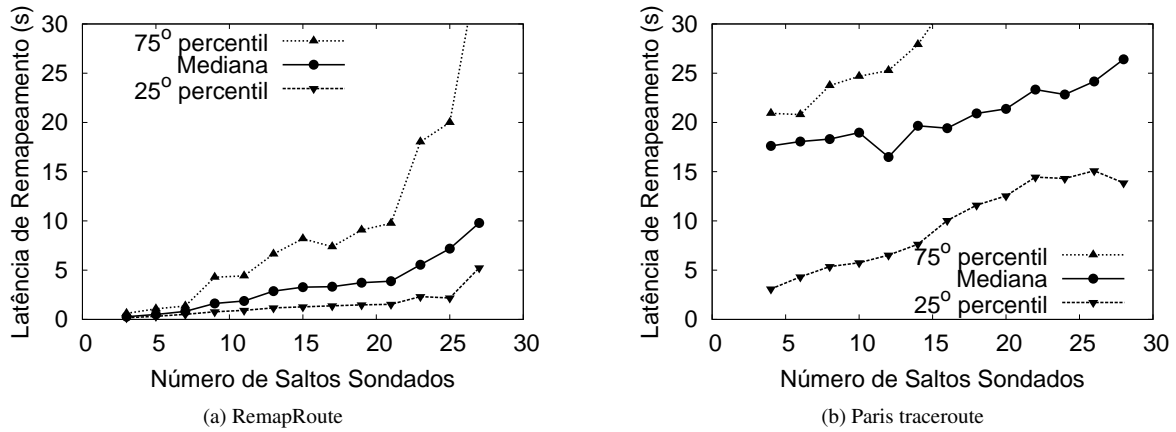 Latência de Remapeamento (s)
30
25
20
15
10
5
0
75º percentil
Mediana
25º percentil
0 5 10 15 20 25 30
Número de Saltos Sondados
(a) RemapRoute
Latência de Remapeamento (s)
30
25
20
15
10
5
0
75º percentil
Mediana
25º percentil
0 5 10 15 20 25 30
Número de Saltos Sondados
(b) Paris traceroute